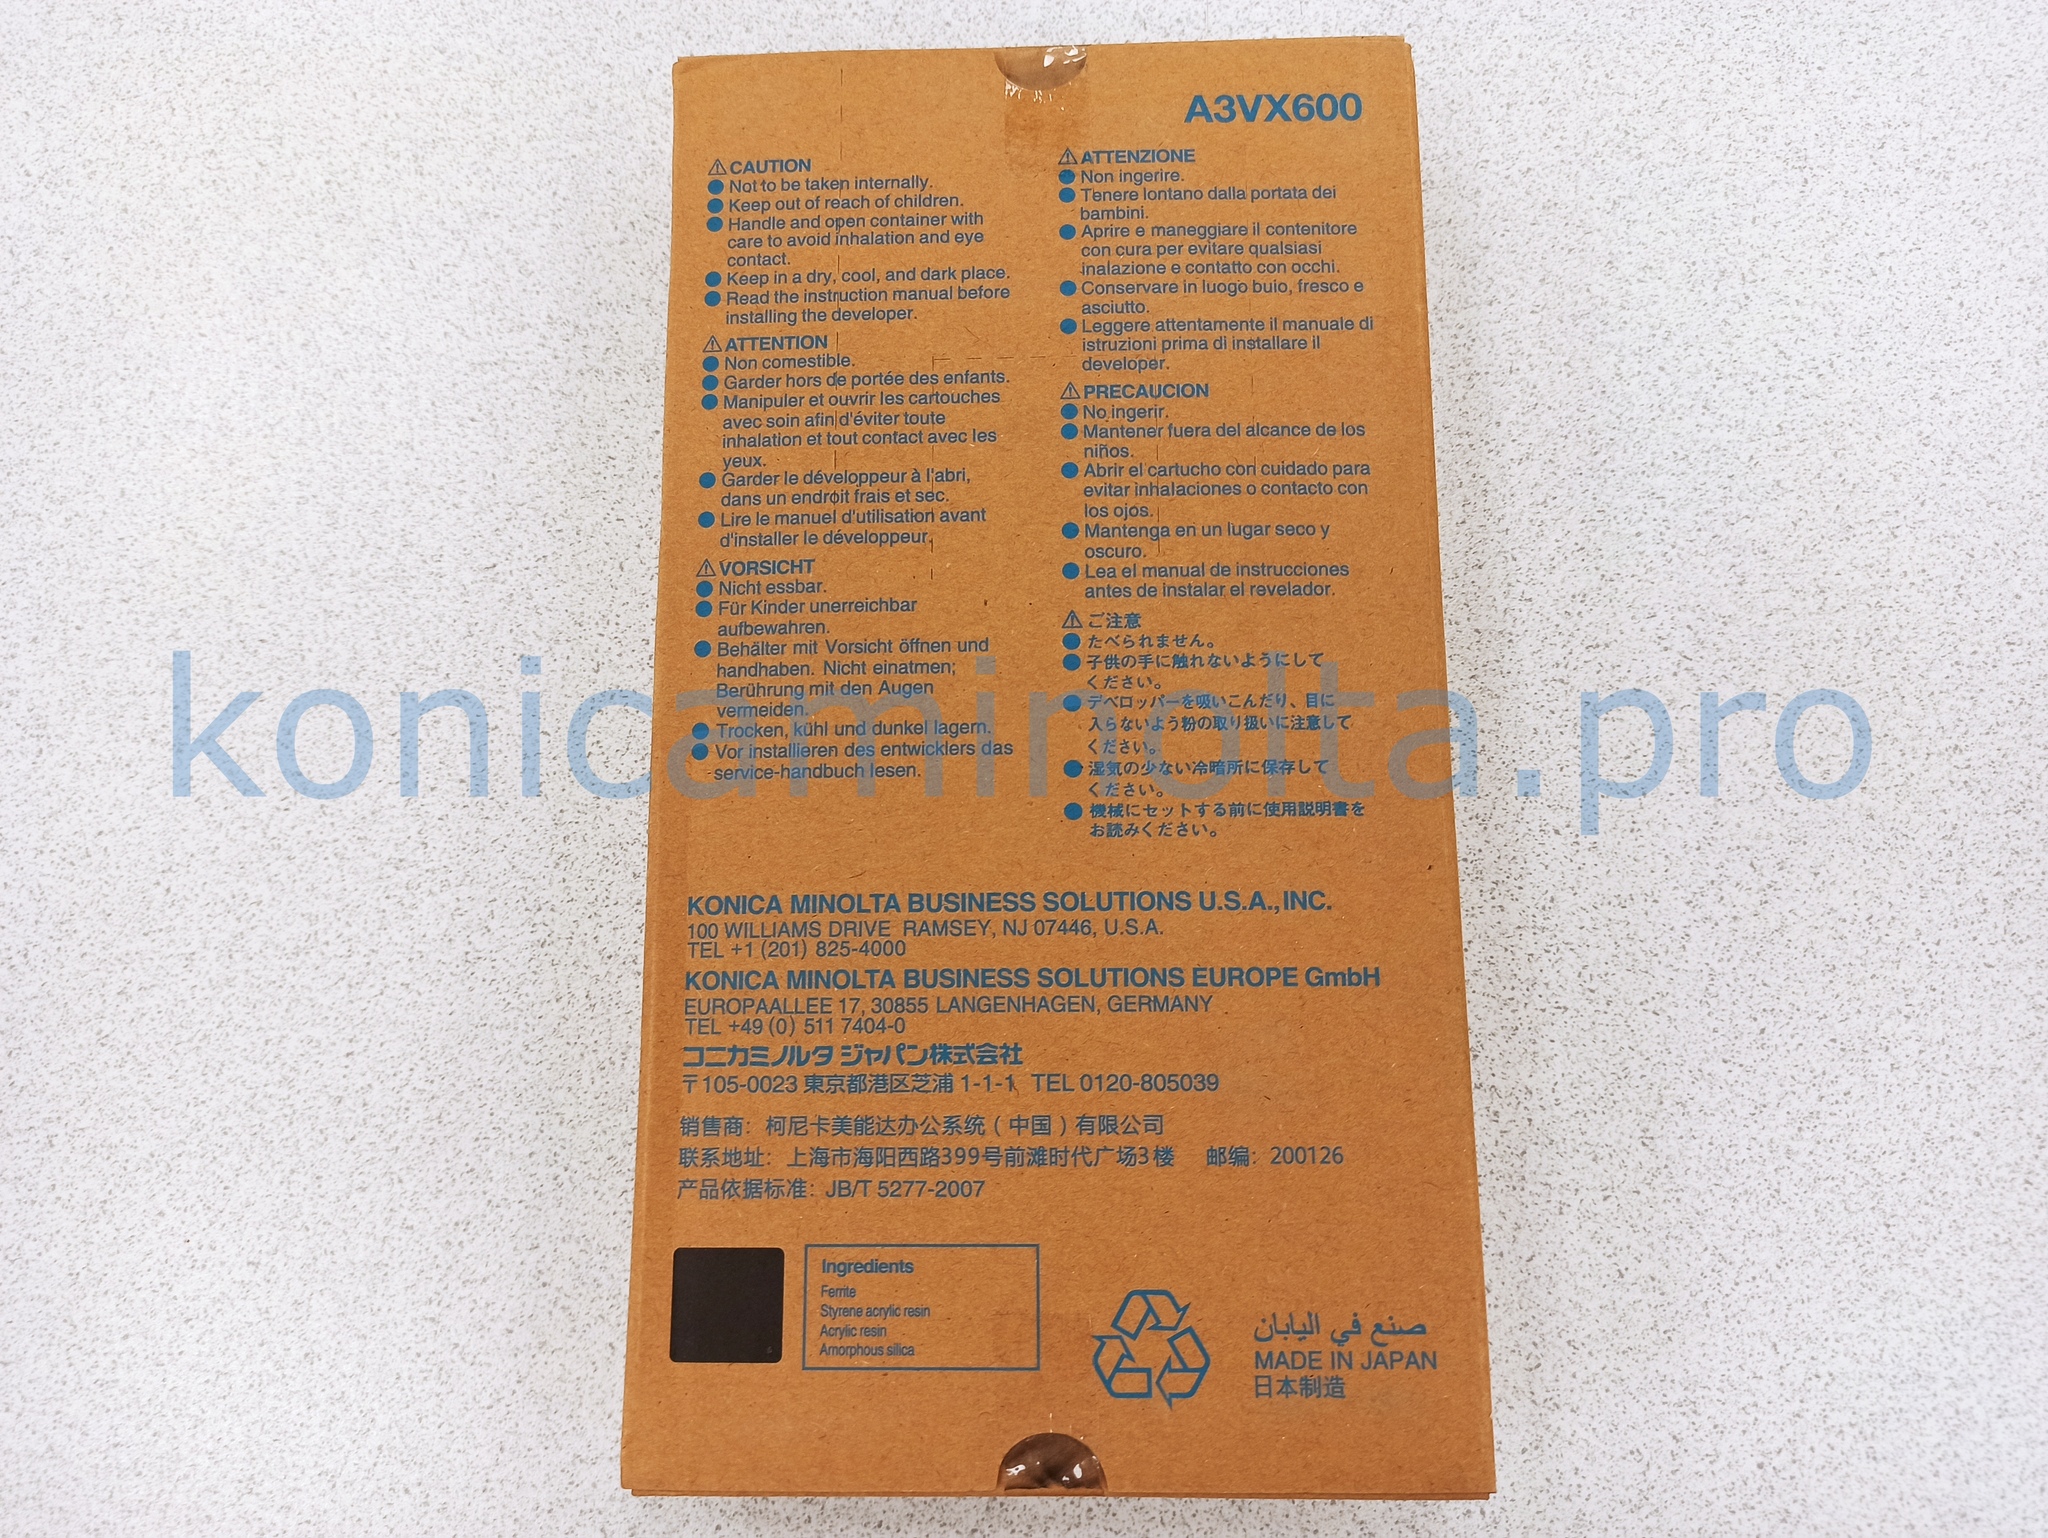 A3VX600
CAUTION
Not to be taken internally.
Keep out of reach of children.
Handle and open container with
care to avoid inhalation and eye
contact.
Keep in a dry, cool, and dark place.
Read the instruction manual before
installing the developer.
ATTENTION
Non comestible.
Garder hors de portée des enfants.
Manipuler et ouvrir les cartouches
avec soin afin d'éviter toute
inhalation et tout contact avec les
yeux.
Garder le développeur à l'abri,
dans un endroit frais et sec.
Lire le manuel d'utilisation avant
d'installer le développeur.
VORSICHT
Nicht essbar.
Für Kinder unerreichbar
aufbewahren.
Behälter mit Vorsicht öffnen und
handhaben. Nicht einatmen;
Berührung mit den Augen
vermeiden.
Trocken, kühl und dunkel lagern.
Vor installieren des entwicklers das
service-handbuch lesen.
ATTENZIONE
Non ingerire.
Tenere lontano dalla portata dei
bambini.
Aprire e maneggiare il contenitore
con cura per evitare qualsiasi
inalazione e contatto con occhi.
Conservare in luogo buio, fresco e
asciutto.
Leggere attentamente il manuale di
istruzioni prima di installare il
developer.
PRECAUCION
No ingerir.
Mantener fuera del alcance de los
niños.
Abrir el cartucho con cuidado para
evitar inhalaciones o contacto con
los ojos.
Mantenga en un lugar seco y
oscuro.
Lea el manual de instrucciones
antes de instalar el revelador.
ご注意
たべられません。
子供の手に触れないようにして
ください。
デベロッパーを吸いこんだり、目に
入らないよう粉の取り扱いに注意して
ください。
湿気の少ない冷暗所に保存して
ください。
機械にセットする前に使用説明書を
お読みください。
konicaminolta.pro
KONICA MINOLTA BUSINESS SOLUTIONS U.S.A.,INC.
100 WILLIAMS DRIVE RAMSEY, NJ 07446, U.S.A.
TEL +1 (201) 825-4000
KONICA MINOLTA BUSINESS SOLUTIONS EUROPE GmbH
EUROPAALLEE 17, 30855 LANGENHAGEN, GERMANY
TEL +49 (0) 511 7404-0
コニカミノルタ ジャパン株式会社
〒105-0023 東京都港区芝浦 1-1-1 TEL 0120-805039
销售商：柯尼卡美能达办公系统（中国）有限公司
联系地址：上海市海阳西路399号前滩时代广场3楼 邮编：200126
产品依据标准：JB/T 5277-2007
Ingredients
Ferrite
Styrene acrylic resin
Acrylic resin
Amorphous silica
صنع في اليابان
MADE IN JAPAN
日本制造